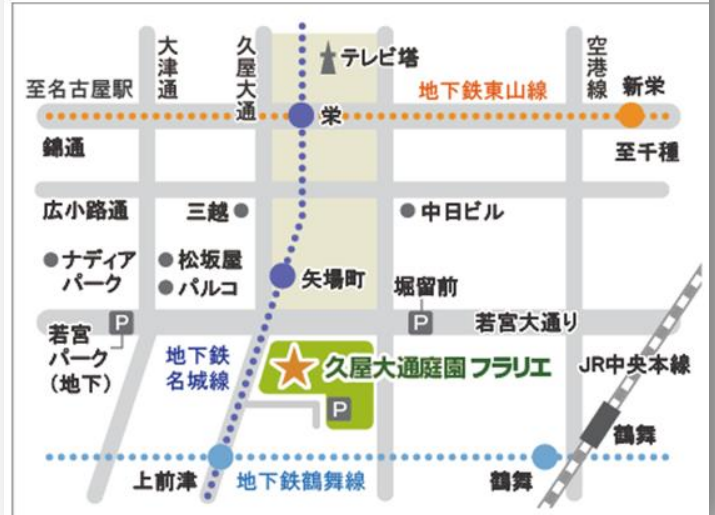 大津通
久屋大通
テレビ塔
空港線
至名古屋駅
地下鉄東山線
新栄
栄
錦通
至千種
広小路通
三越
中日ビル
ナディア
パーク
松坂屋
パルコ
矢場町
堀留前
P
P
若宮大通り
若宮
パーク
(地下)
地下鉄
名城線
久屋大通庭園 フラリエ
JR中央本線
P
鶴舞
上前津
地下鉄鶴舞線
鶴舞